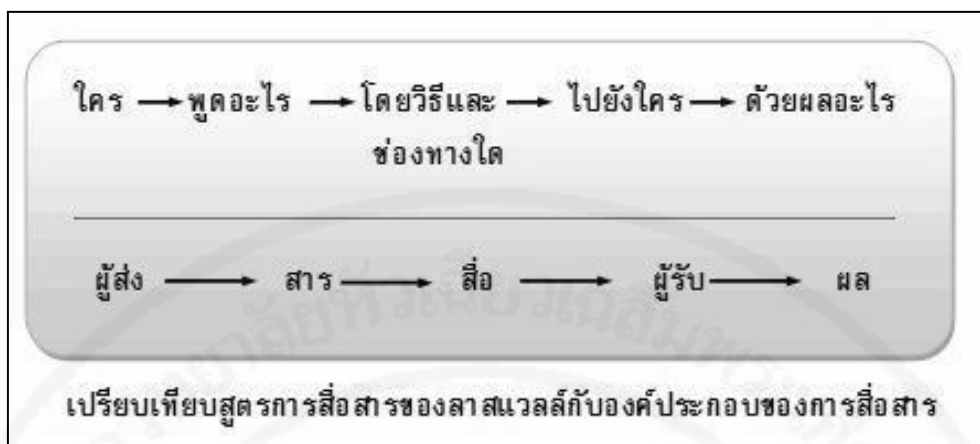 ใคร → พูดอะไร → โดยวิธีและ → ไปยังใคร → ด้วยผลอะไร
ช่องทางใด
ผู้ส่ง → สาร → สื่อ → ผู้รับ → ผล
เปรียบเทียบสูตรการสื่อสารของลาสแวลล์กับองค์ประกอบของการสื่อสาร